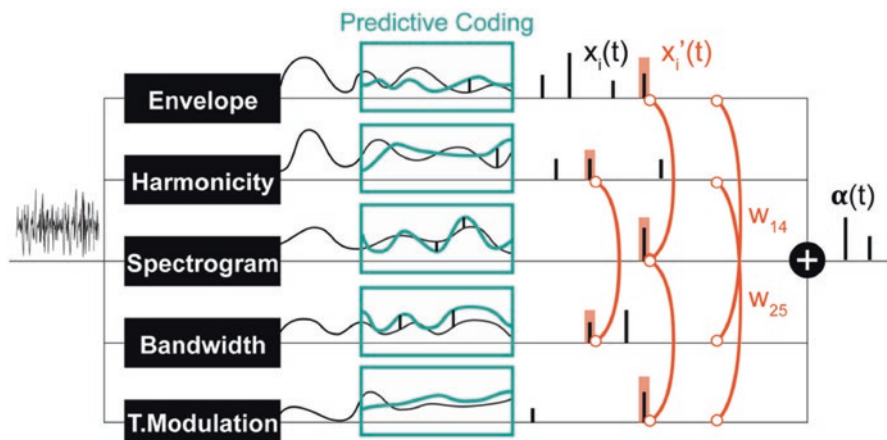 Predictive Coding
xᵢ(t)
xᵢ’(t)
Envelope
Harmonicity
α(t)
w₁₄
Spectrogram
+
w₂₅
Bandwidth
T.Modulation